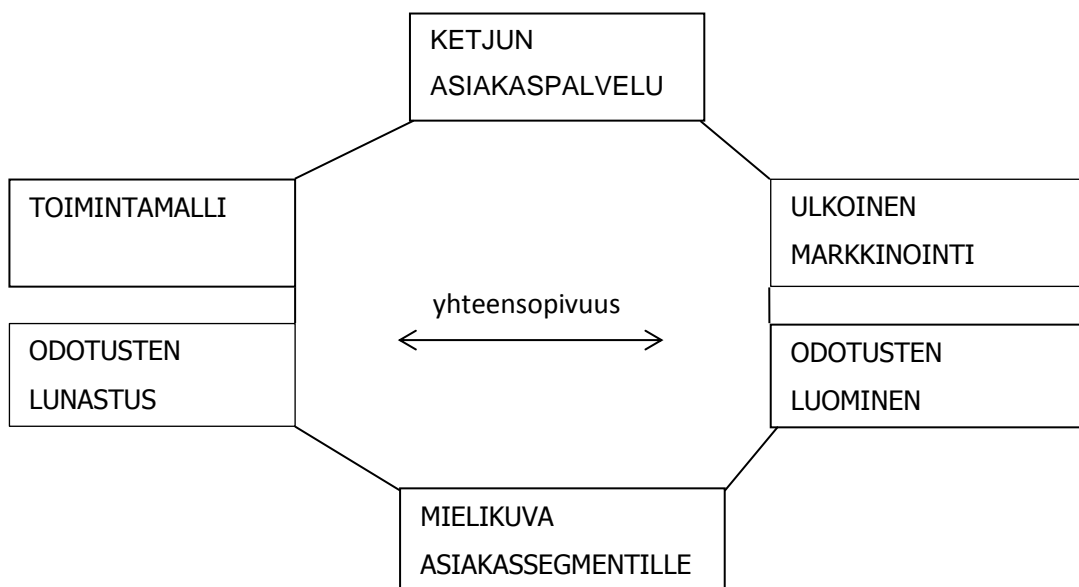 KETJUN
ASIAKASPALVELU
TOIMINTAMALLI
ULKOINEN
MARKKINOINTI
yhteensopivuus
ODOTUSTEN
LUNASTUS
ODOTUSTEN
LUOMINEN
MIELIKUVA
ASIAKASSEGMENTILLE